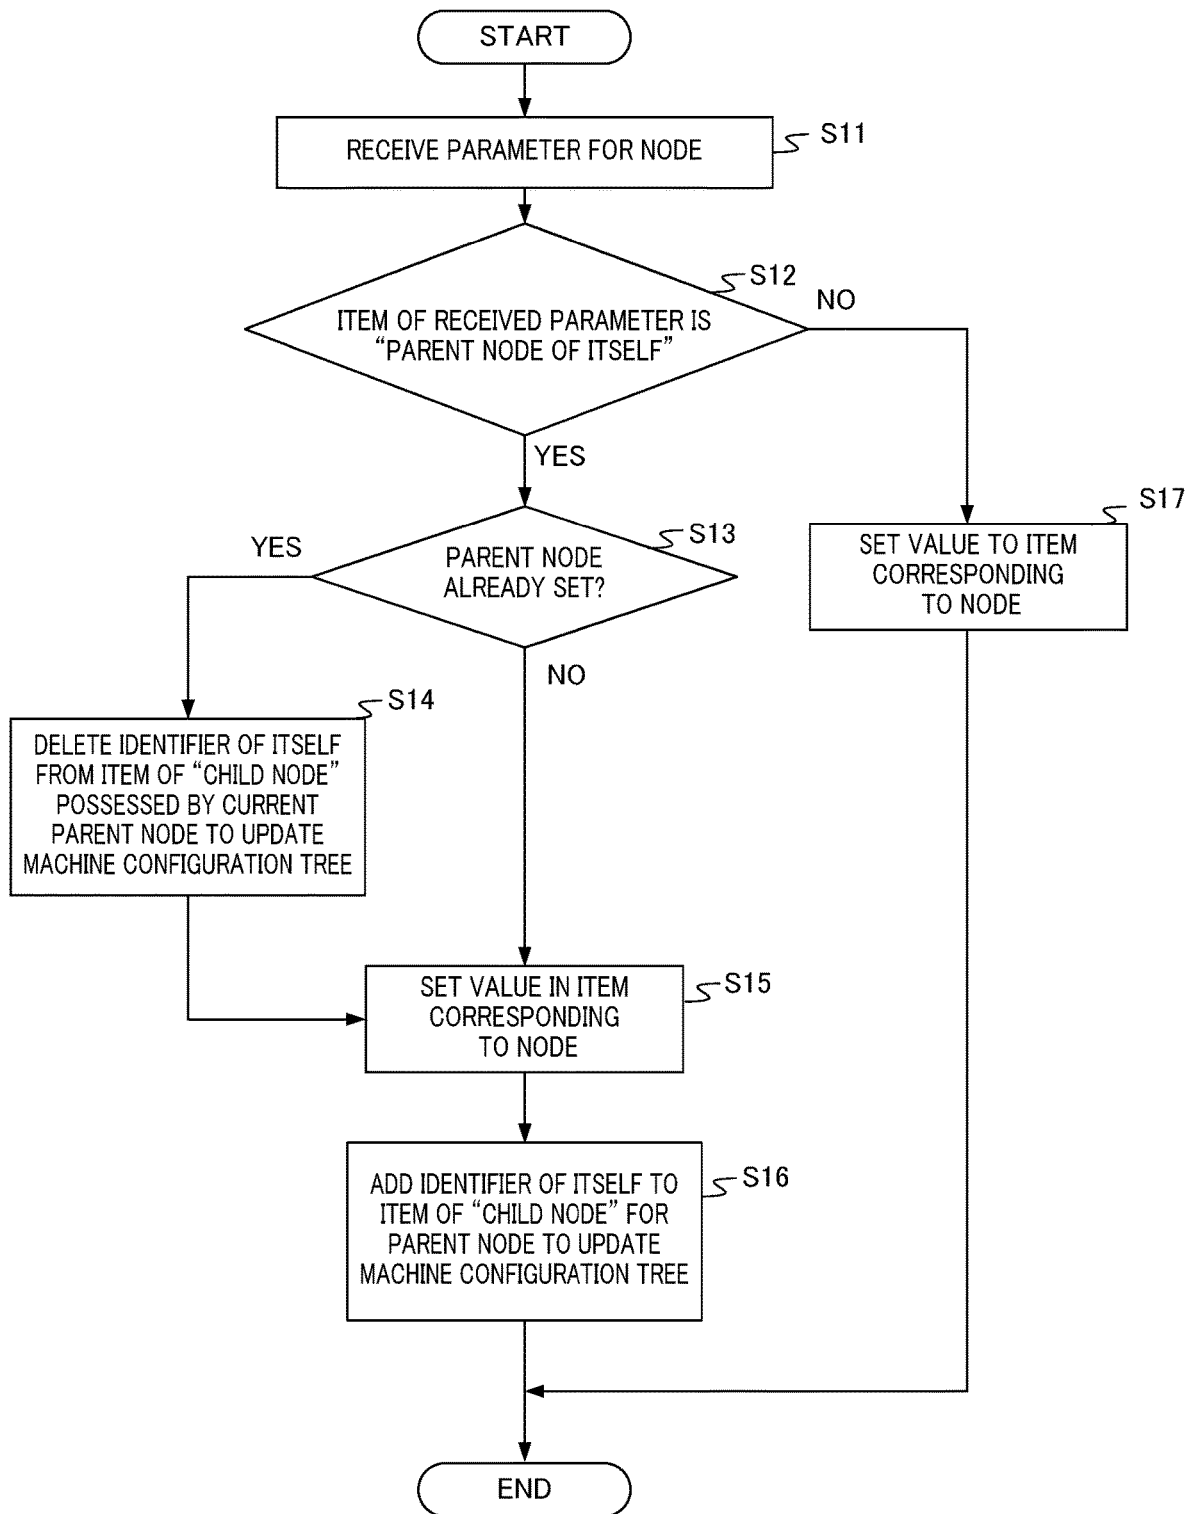 START
RECEIVE PARAMETER FOR NODE
S11
S12
ITEM OF RECEIVED PARAMETER IS
“PARENT NODE OF ITSELF”
NO
YES
S13
PARENT NODE
ALREADY SET?
YES
NO
S17
SET VALUE TO ITEM
CORRESPONDING
TO NODE
S14
DELETE IDENTIFIER OF ITSELF
FROM ITEM OF “CHILD NODE”
POSSESSED BY CURRENT
PARENT NODE TO UPDATE
MACHINE CONFIGURATION TREE
S15
SET VALUE IN ITEM
CORRESPONDING
TO NODE
S16
ADD IDENTIFIER OF ITSELF TO
ITEM OF “CHILD NODE” FOR
PARENT NODE TO UPDATE
MACHINE CONFIGURATION TREE
END